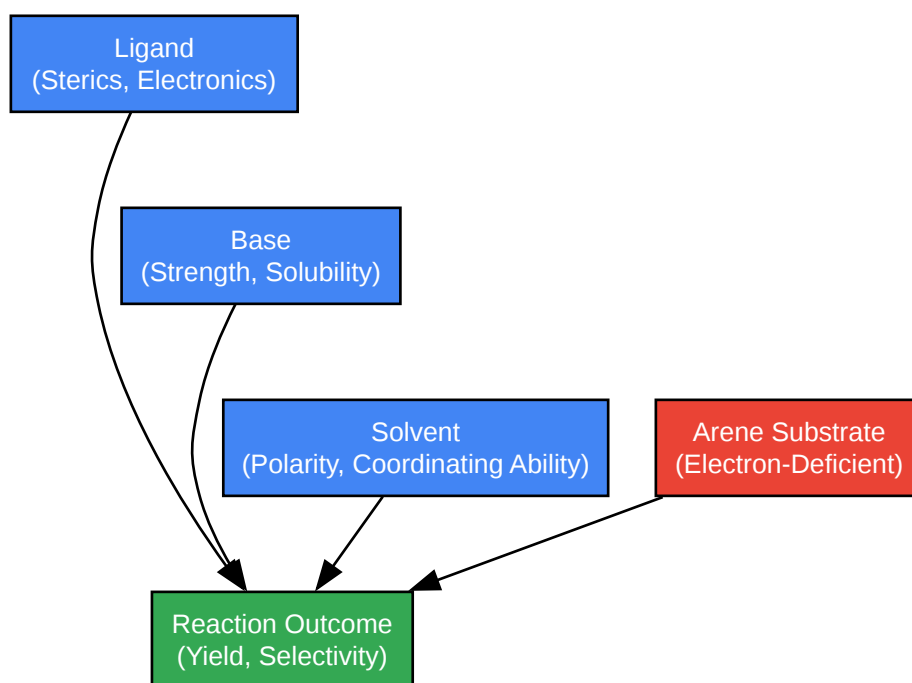 Ligand
(Sterics, Electronics)
Base
(Strength, Solubility)
Solvent
(Polarity, Coordinating Ability)
Arene Substrate
(Electron-Deficient)
Reaction Outcome
(Yield, Selectivity)